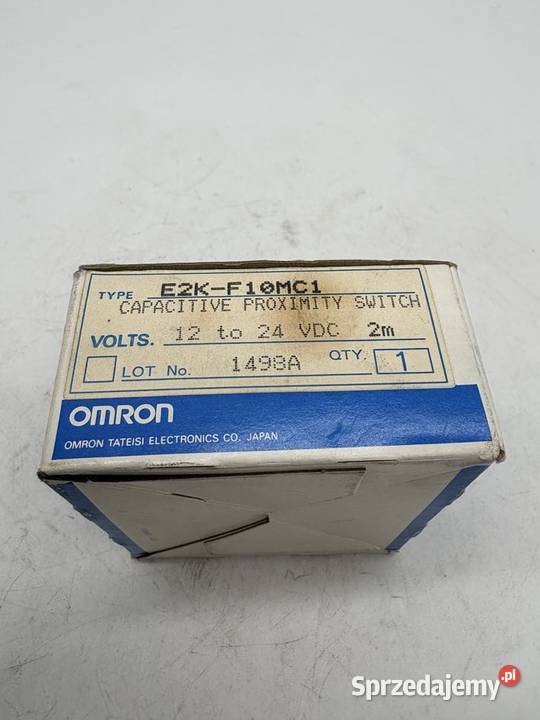 TYPE E2K-F10MC1
CAPACITIVE PROXIMITY SWITCH
VOLTS. 12 to 24 VDC 2m
LOT No. 1498A QTY. 1
OMRON
OMRON TATEISI ELECTRONICS CO. JAPAN
Sprzedajemy.pl